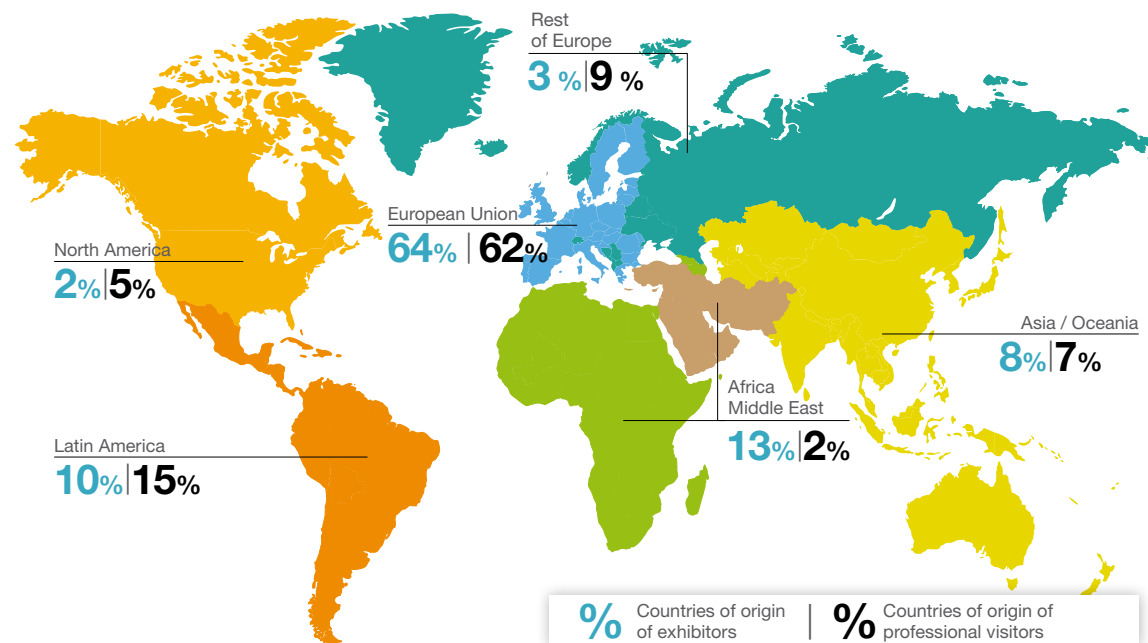 Rest
of Europe
3 % | 9 %
European Union
64% | 62%
North America
2% | 5%
Asia / Oceania
8% | 7%
Africa
Middle East
13% | 2%
Latin America
10% | 15%
% Countries of origin
of exhibitors
| % Countries of origin of
professional visitors